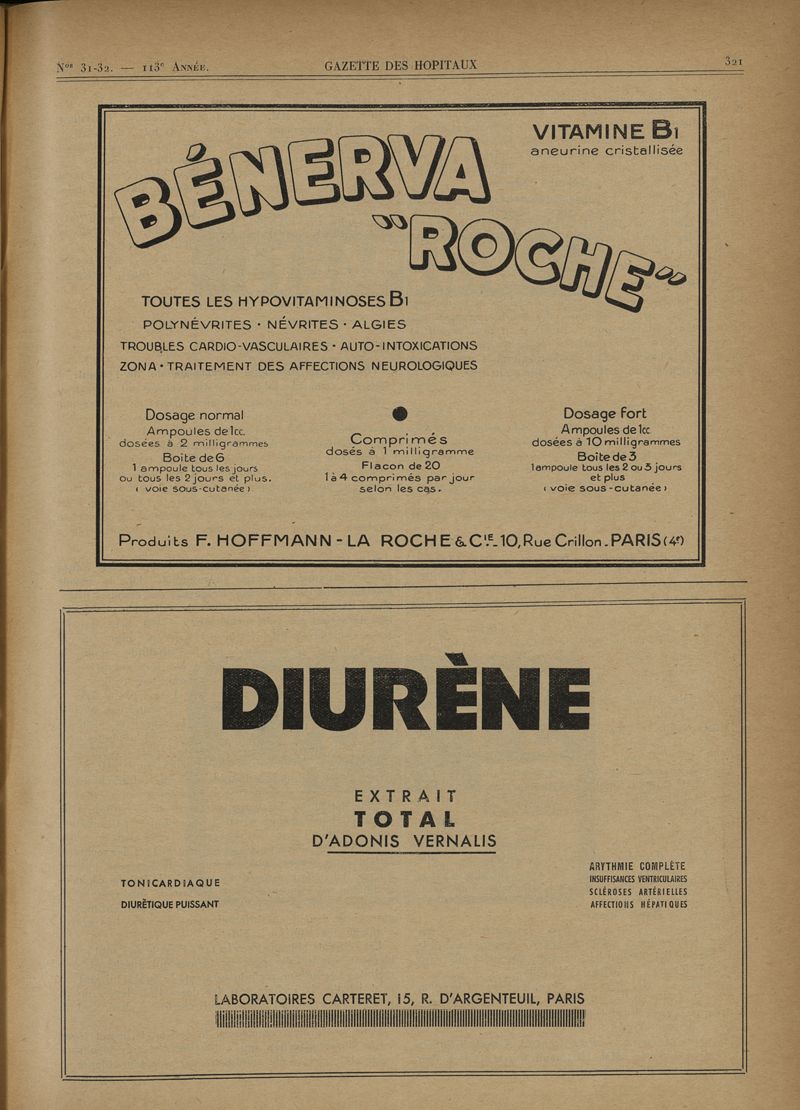 Nos 31-32. — 113e ANNÉE.
GAZETTE DES HOPITAUX
321
VITAMINE B1
aneurine cristallisée
BÉNERVA
"ROCHE"
TOUTES LES HYPOVITAMINOSES B1
POLYNÉVRITES · NÉVRITES · ALGIES
TROUBLES CARDIO-VASCULAIRES · AUTO-INTOXICATIONS
ZONA · TRAITEMENT DES AFFECTIONS NEUROLOGIQUES
Dosage normal
Ampoules de 1cc.
dosées à 2 milligrammes
Boite de 6
1 ampoule tous les jours
ou tous les 2 jours et plus.
(voie sous-cutanée)
Comprimés
dosés à 1 milligramme
Flacon de 20
1 à 4 comprimés par jour
selon les cas.
Dosage fort
Ampoules de 1cc
dosées à 10 milligrammes
Boite de 3
1 ampoule tous les 2 ou 3 jours
et plus
(voie sous-cutanée)
Produits F. HOFFMANN-LA ROCHE & CIE. 10, Rue Crillon. PARIS (4e)
DIURÈNE
EXTRAIT
TOTAL
D'ADONIS VERNALIS
TONICARDIAQUE
DIURÉTIQUE PUISSANT
ARYTHMIE COMPLÈTE
INSUFFISANCES VENTRICULAIRES
SCLÉROSES ARTÉRIELLES
AFFECTIONS HÉPATIQUES
LABORATOIRES CARTERET, 15, R. D'ARGENTEUIL, PARIS